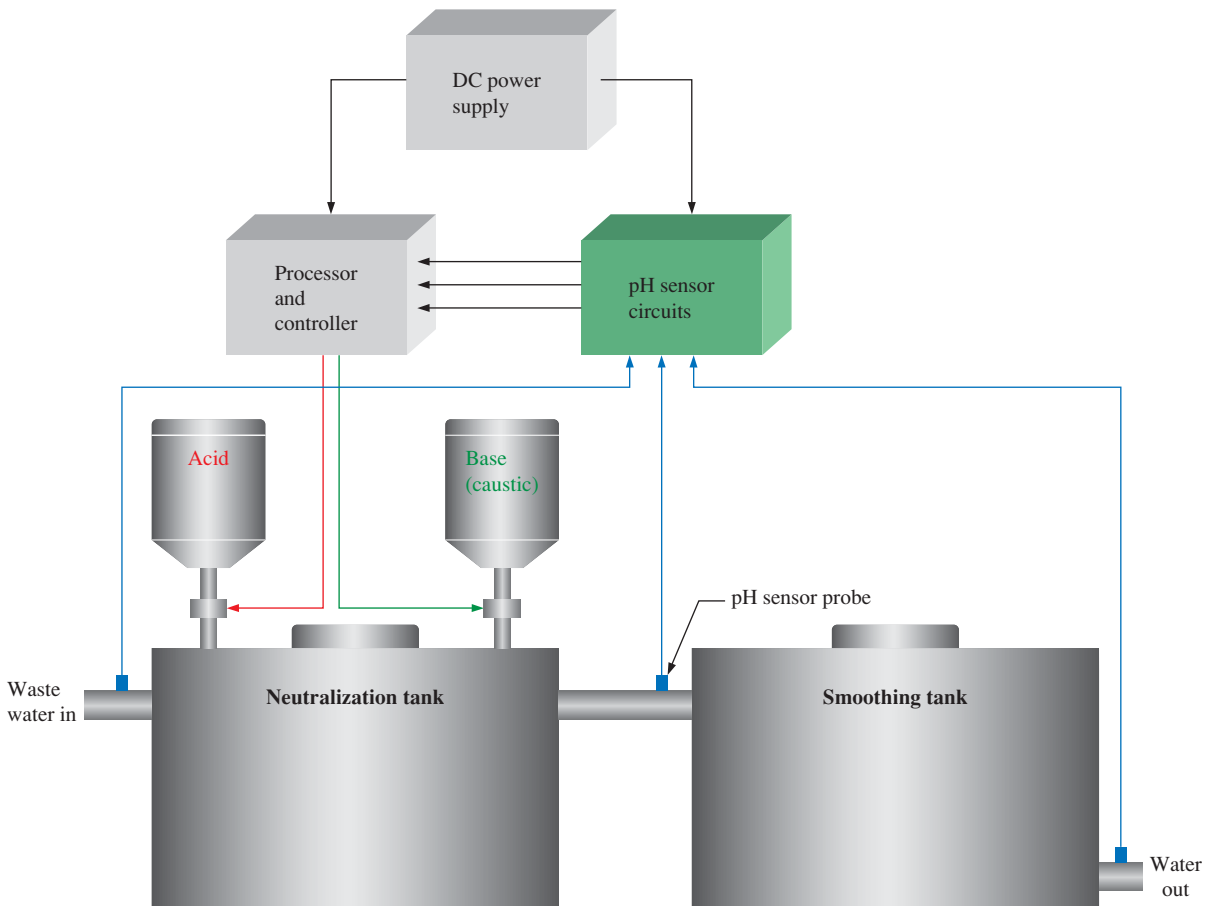 DC power
supply
Processor
and
controller
pH sensor
circuits
Acid
Base
(caustic)
pH sensor probe
Waste
water in
Neutralization tank
Smoothing tank
Water
out